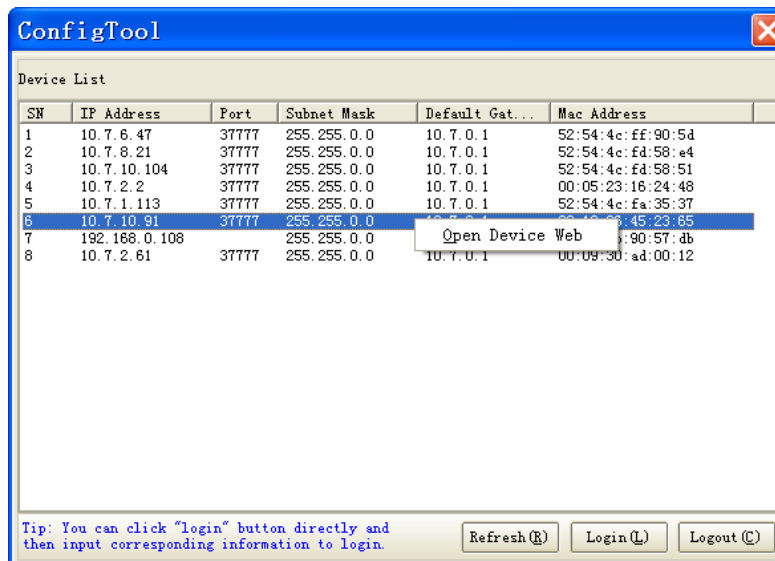 ConfigTool
Device List
SN IP Address Port Subnet Mask Default Gat... Mac Address
1 10.7.6.47 37777 255.255.0.0 10.7.0.1 52:54:4c:ff:90:5d
2 10.7.8.21 37777 255.255.0.0 10.7.0.1 52:54:4c:fd:58:e4
3 10.7.10.104 37777 255.255.0.0 10.7.0.1 52:54:4c:fd:58:51
4 10.7.2.2 37777 255.255.0.0 10.7.0.1 00:05:23:16:24:48
5 10.7.1.113 37777 255.255.0.0 10.7.0.1 52:54:4c:fa:35:37
6 10.7.10.91 37777 255.255.0.0 45:23:65
Open Device Web
7 192.168.0.108 255.255.0.0 :90:57:db
8 10.7.2.61 37777 255.255.0.0 10.7.0.1 00:09:30:ad:00:12
Tip: You can click "login" button directly and
then input corresponding information to login.
Refresh(R) Login(L) Logout(C)